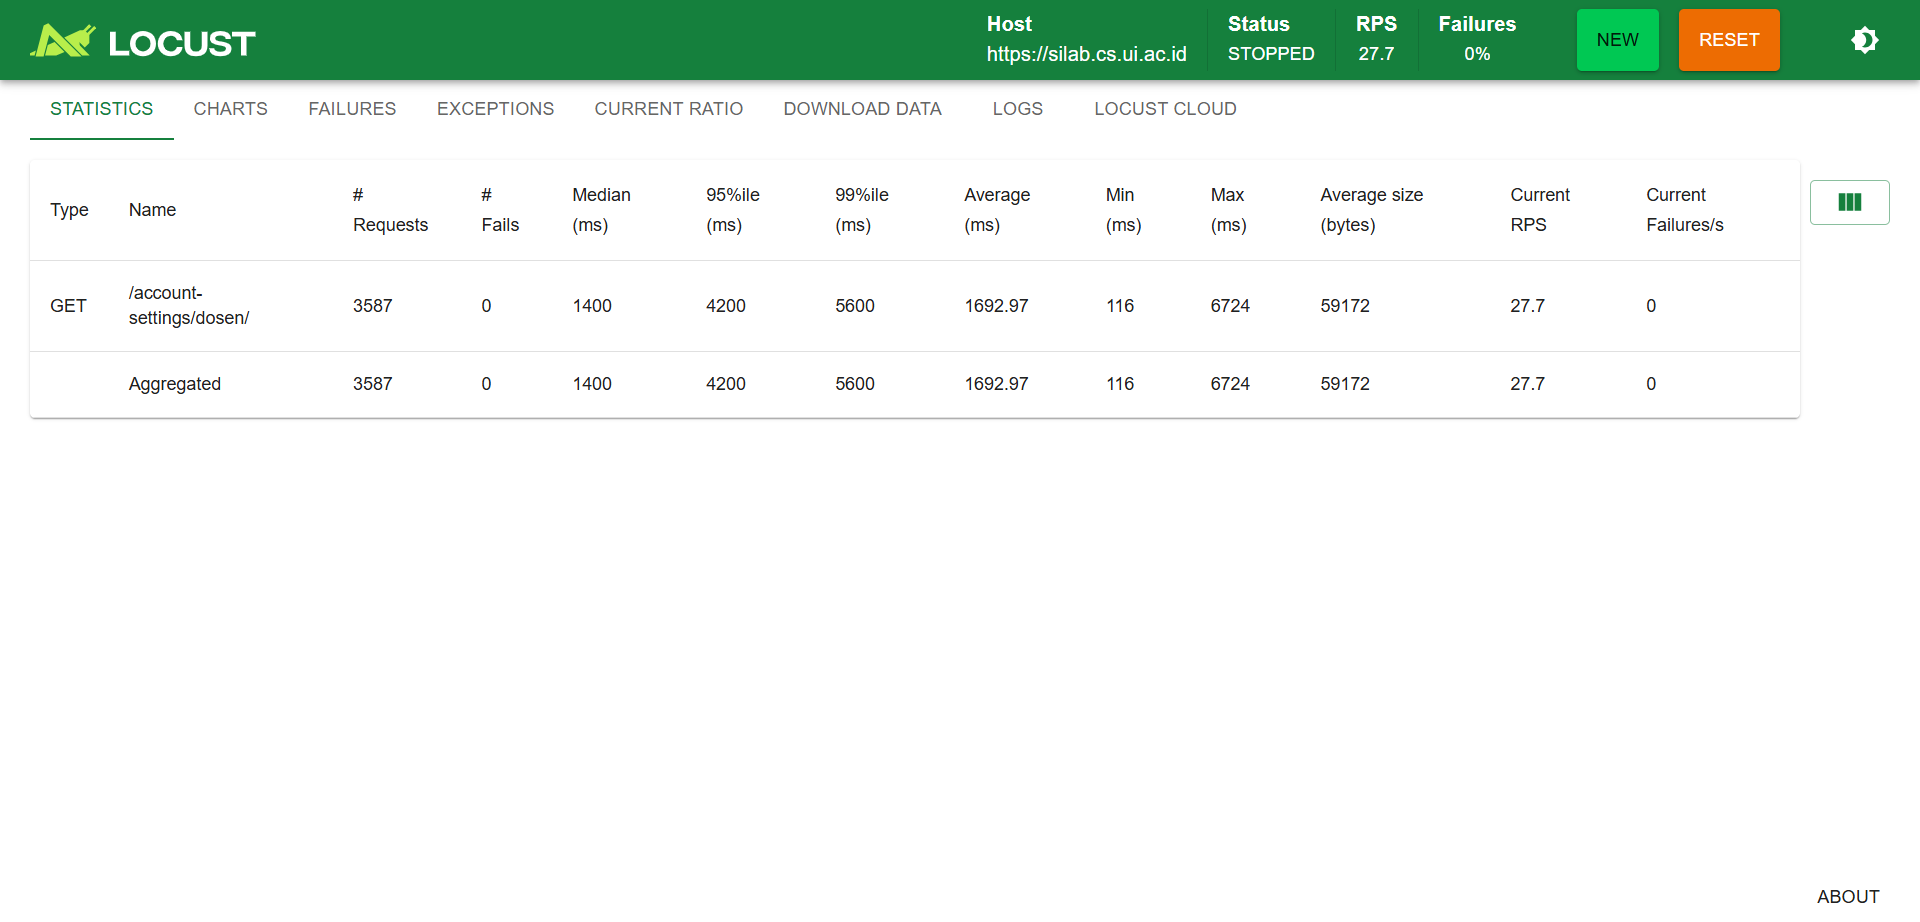 LOCUST
Host
https://silab.cs.ui.ac.id
Status
STOPPED
RPS
27.7
Failures
0%
NEW
RESET
STATISTICS CHARTS FAILURES EXCEPTIONS CURRENT RATIO DOWNLOAD DATA LOGS LOCUST CLOUD
Type Name # Requests # Fails Median (ms) 95%ile (ms) 99%ile (ms) Average (ms) Min (ms) Max (ms) Average size (bytes) Current RPS Current Failures/s
GET /account-settings/dosen/ 3587 0 1400 4200 5600 1692.97 116 6724 59172 27.7 0
Aggregated 3587 0 1400 4200 5600 1692.97 116 6724 59172 27.7 0
ABOUT